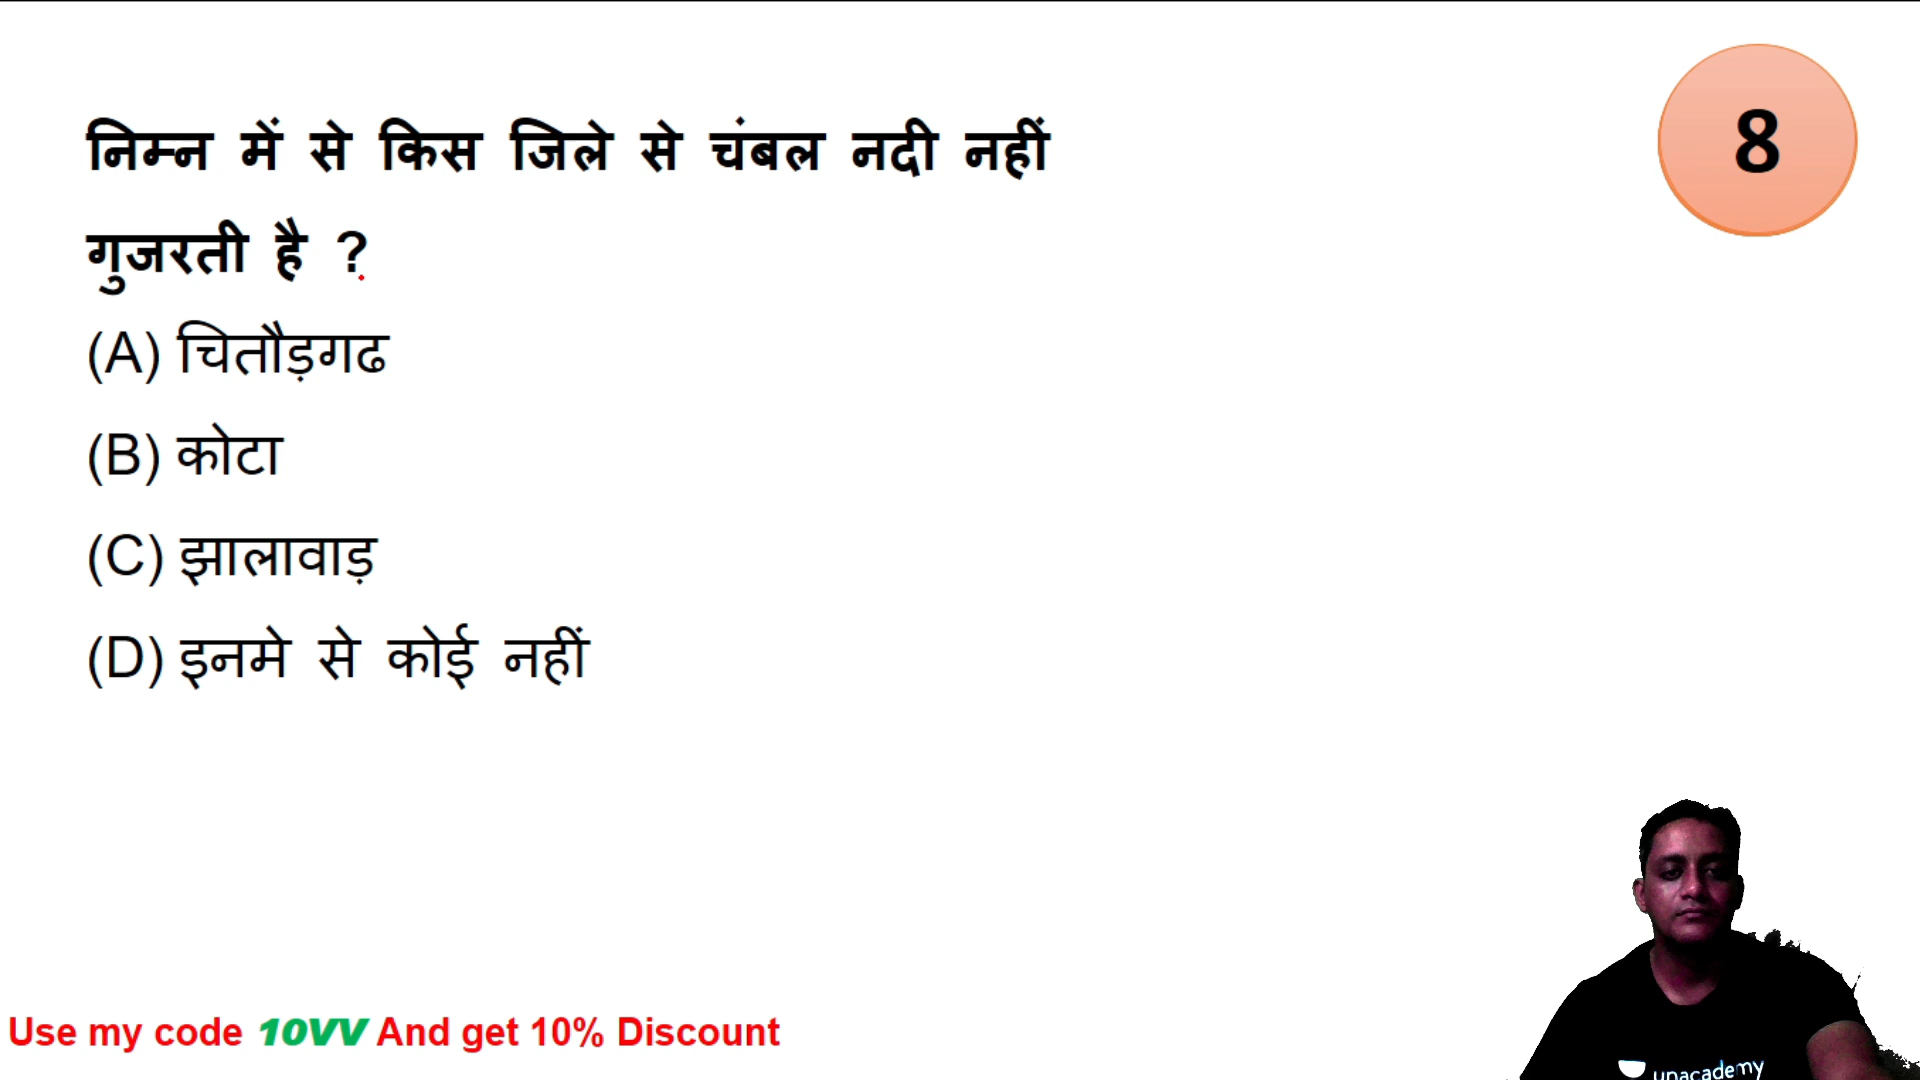 8
निम्न में से किस जिले से चंबल नदी नहीं
गुजरती है ?
(A) चितौड़गढ
(B) कोटा
(C) झालावाड़
(D) इनमे से कोई नहीं
Use my code 10VV And get 10% Discount
unacademy